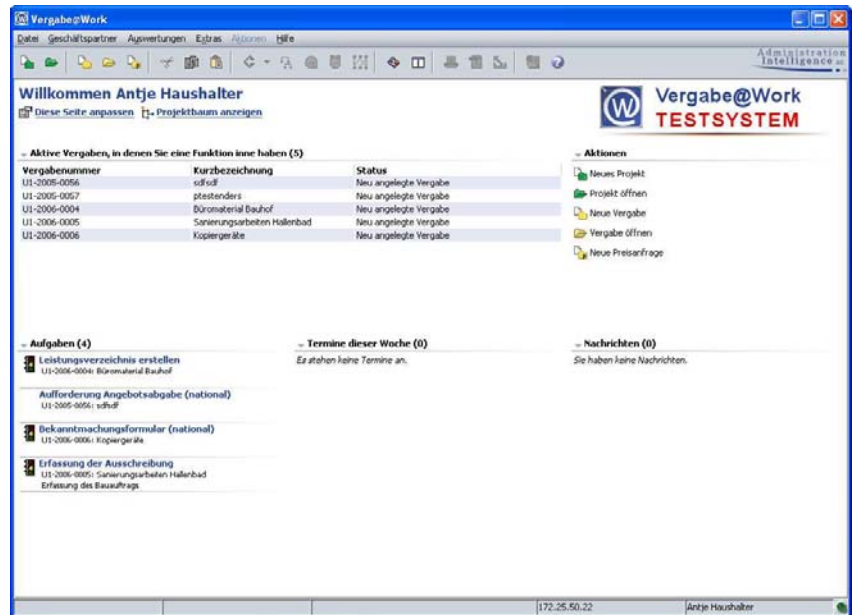 Vergabe@Work
Datei Geschäftspartner Auswertungen Extras Aktionen Hilfe
Administration Intelligence AG
Willkommen Antje Haushalter
Diese Seite anpassen Projektbaum anzeigen
Vergabe@Work
TESTSYSTEM
Aktive Vergaben, in denen Sie eine Funktion inne haben (5)
Vergabenummer Kurzbezeichnung Status
U1-2005-0056 sdfsdf Neu angelegte Vergabe
U1-2005-0057 ptestenders Neu angelegte Vergabe
U1-2006-0004 Büromaterial Bauhof Neu angelegte Vergabe
U1-2006-0005 Sanierungsarbeiten Hallenbad Neu angelegte Vergabe
U1-2006-0006 Kopiergeräte Neu angelegte Vergabe
Aktionen
Neues Projekt
Projekt öffnen
Neue Vergabe
Vergabe öffnen
Neue Preisanfrage
Aufgaben (4)
Leistungsverzeichnis erstellen
U1-2006-0004: Büromaterial Bauhof
Aufforderung Angebotsabgabe (national)
U1-2005-0056: sdfsdf
Bekanntmachungsformular (national)
U1-2006-0006: Kopiergeräte
Erfassung der Ausschreibung
U1-2006-0005: Sanierungsarbeiten Hallenbad
Erfassung des Bauauftrags
Termine dieser Woche (0)
Es stehen keine Termine an.
Nachrichten (0)
Sie haben keine Nachrichten.
172.25.50.22 Antje Haushalter